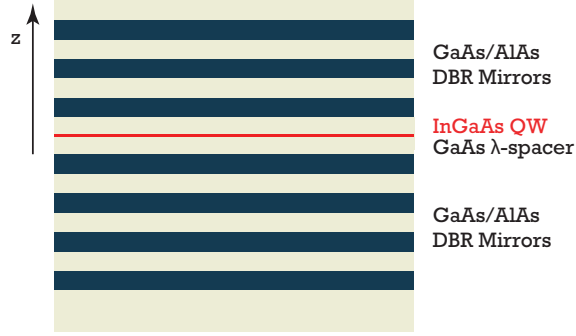 z
GaAs/AlAs
DBR Mirrors
InGaAs QW
GaAs λ-spacer
GaAs/AlAs
DBR Mirrors